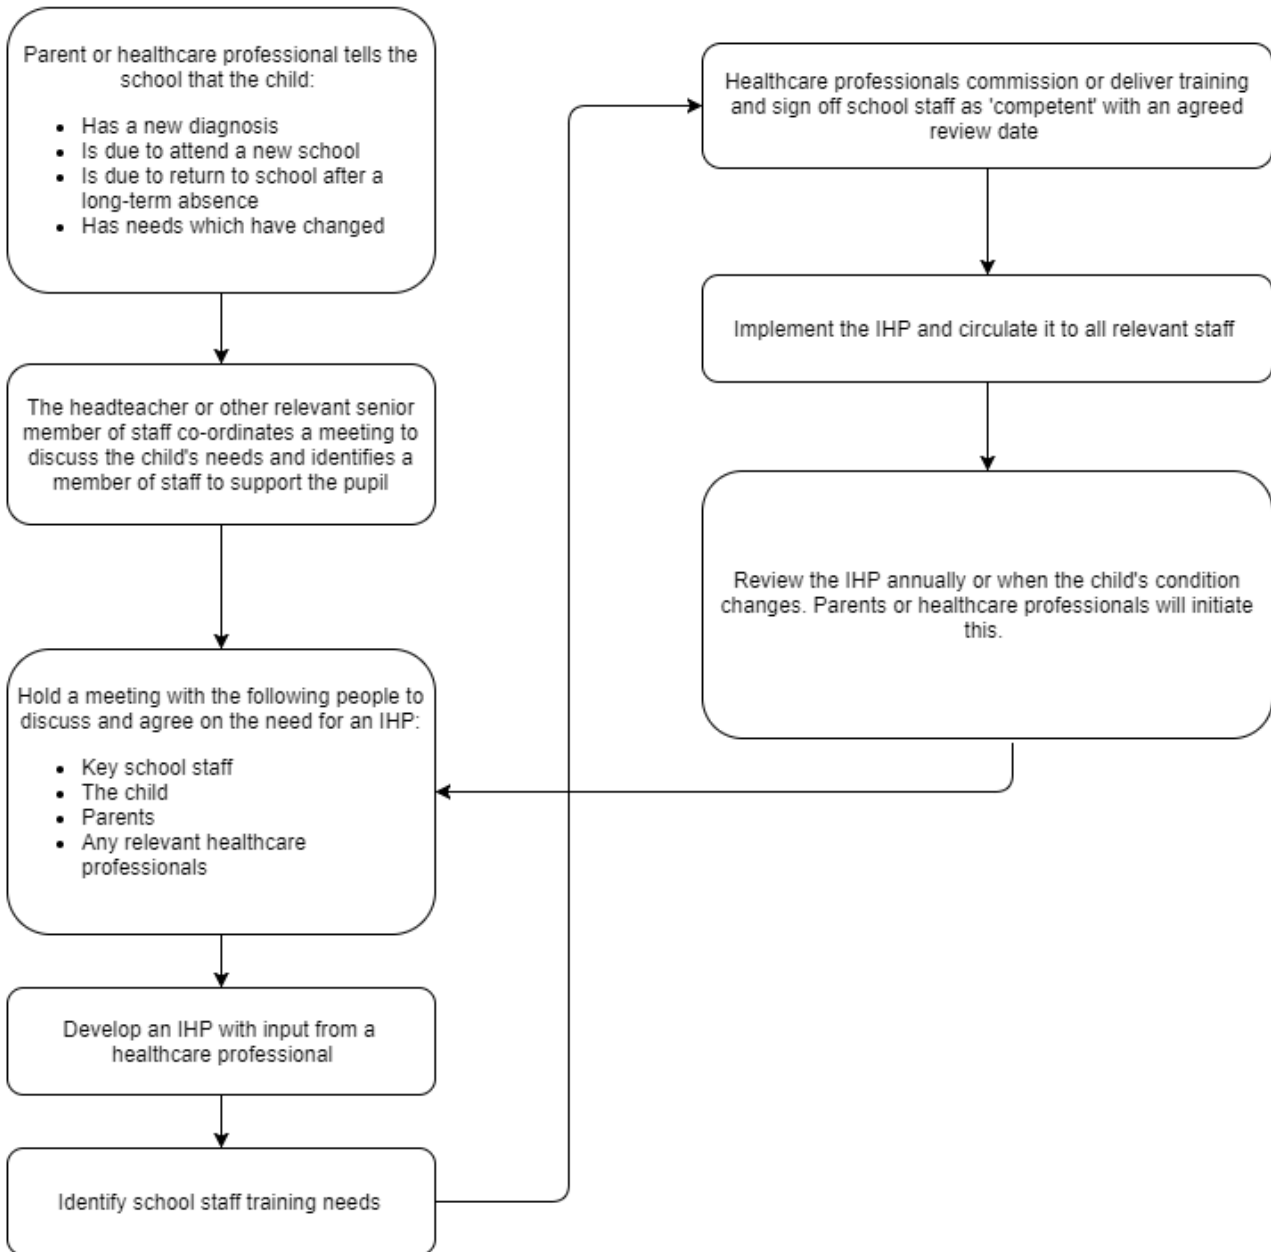 Parent or healthcare professional tells the
school that the child:
• Has a new diagnosis
• Is due to attend a new school
• Is due to return to school after a
long-term absence
• Has needs which have changed
The headteacher or other relevant senior
member of staff co-ordinates a meeting to
discuss the child's needs and identifies a
member of staff to support the pupil
Hold a meeting with the following people to
discuss and agree on the need for an IHP:
• Key school staff
• The child
• Parents
• Any relevant healthcare
professionals
Develop an IHP with input from a
healthcare professional
Identify school staff training needs
Healthcare professionals commission or deliver training
and sign off school staff as 'competent' with an agreed
review date
Implement the IHP and circulate it to all relevant staff
Review the IHP annually or when the child's condition
changes. Parents or healthcare professionals will initiate
this.